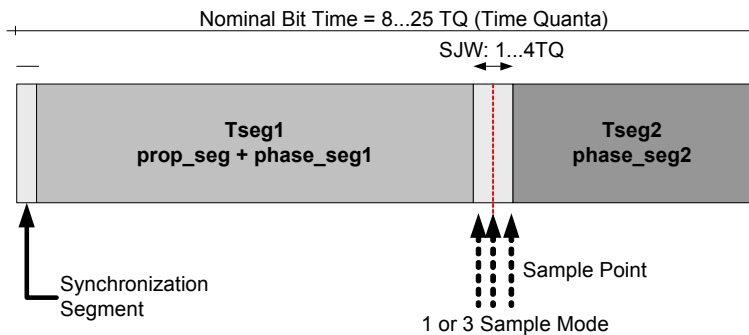 Nominal Bit Time = 8...25 TQ (Time Quanta)
SJW: 1...4TQ
Tseg1
prop_seg + phase_seg1
Tseg2
phase_seg2
Synchronization
Segment
Sample Point
1 or 3 Sample Mode